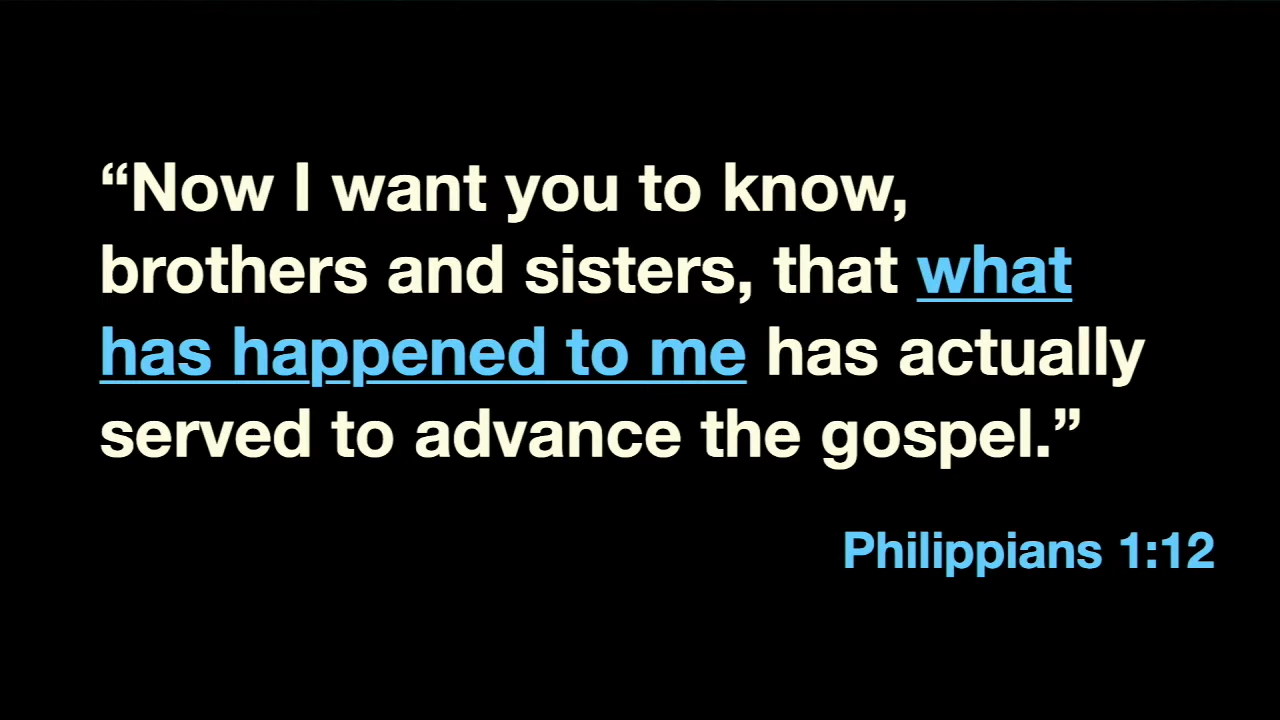 “Now I want you to know,
brothers and sisters, that what
has happened to me has actually
served to advance the gospel.”
Philippians 1:12